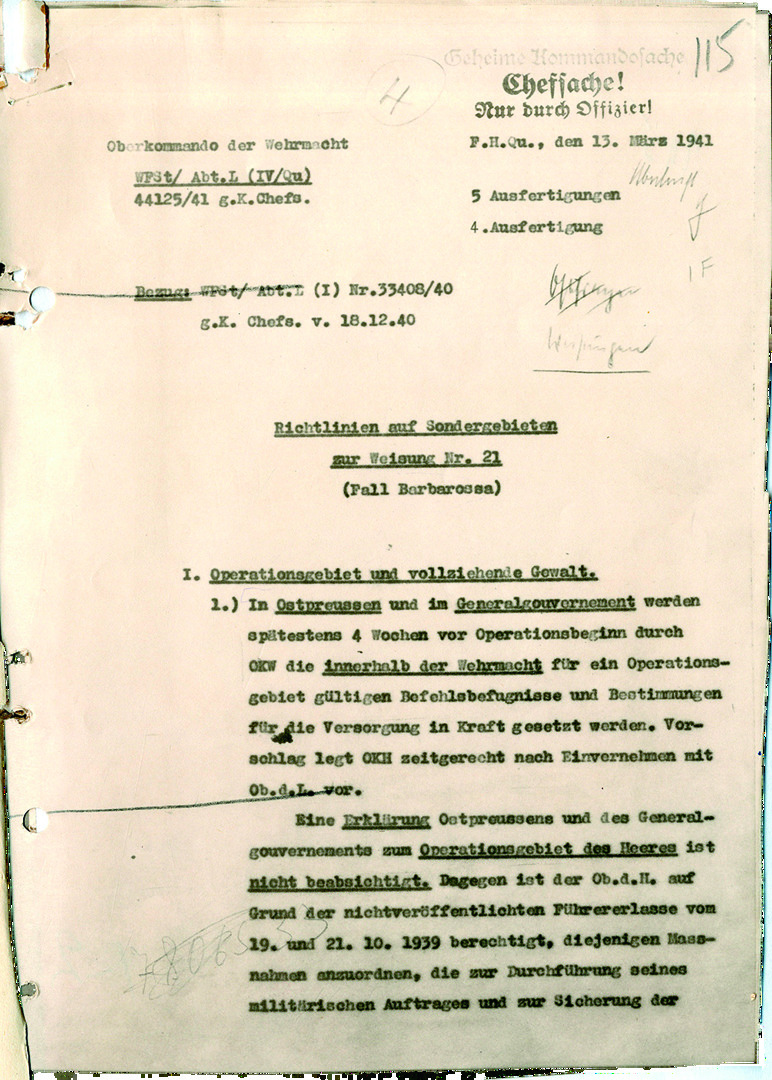 Geheime Kommandosache
115
Chefsache!
4
Nur durch Offizier!
Oberkommando der Wehrmacht
F.H.Qu., den 13. März 1941
WFSt/ Abt.L (IV/Qu)
44125/41 g.K.Chefs.
5 Ausfertigungen
4.Ausfertigung
Bezug: WFSt/ Abt.L (I) Nr.33408/40
g.K. Chefs. v. 18.12.40
Richtlinien auf Sondergebieten
zur Weisung Nr. 21
(Fall Barbarossa)
I. Operationsgebiet und vollziehende Gewalt.
1.) In Ostpreussen und im Generalgouvernement werden
spätestens 4 Wochen vor Operationsbeginn durch
OKW die innerhalb der Wehrmacht für ein Operations-
gebiet gültigen Befehlsbefugnisse und Bestimmungen
für die Versorgung in Kraft gesetzt werden. Vor-
schlag legt OKH zeitgerecht nach Einvernehmen mit
Ob.d.L. vor.
Eine Erklärung Ostpreussens und des General-
gouvernements zum Operationsgebiet des Heeres ist
nicht beabsichtigt. Dagegen ist der Ob.d.H. auf
Grund der nichtveröffentlichten Führererlasse vom
19. und 21. 10. 1939 berechtigt, diejenigen Mass-
nahmen anzuordnen, die zur Durchführung seines
militärischen Auftrages und zur Sicherung der